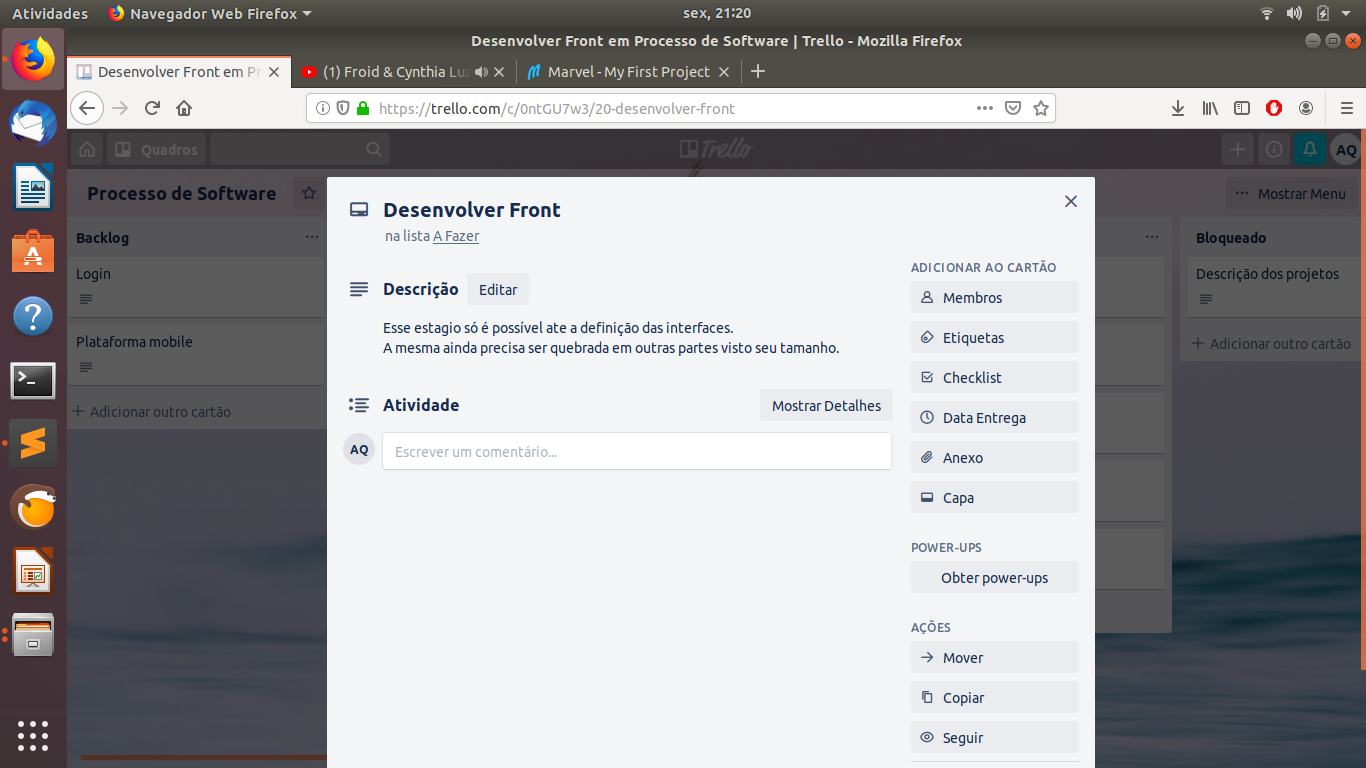 Atividades
Navegador Web Firefox
sex, 21:20
Desenvolver Front em Processo de Software | Trello - Mozilla Firefox
Desenvolver Front em Pr
(1) Froid & Cynthia Luz
Marvel - My First Project
https://trello.com/c/0ntGU7w3/20-desenvolver-front
Quadros
Trello
AQ
Processo de Software
Mostrar Menu
Backlog
Login
Plataforma mobile
+ Adicionar outro cartão
Desenvolver Front
na lista A Fazer
Descrição
Editar
Esse estagio só é possível ate a definição das interfaces.
A mesma ainda precisa ser quebrada em outras partes visto seu tamanho.
Atividade
Mostrar Detalhes
AQ
Escrever um comentário...
ADICIONAR AO CARTÃO
Membros
Etiquetas
Checklist
Data Entrega
Anexo
Capa
POWER-UPS
Obter power-ups
AÇÕES
Mover
Copiar
Seguir
Bloqueado
Descrição dos projetos
+ Adicionar outro cartão